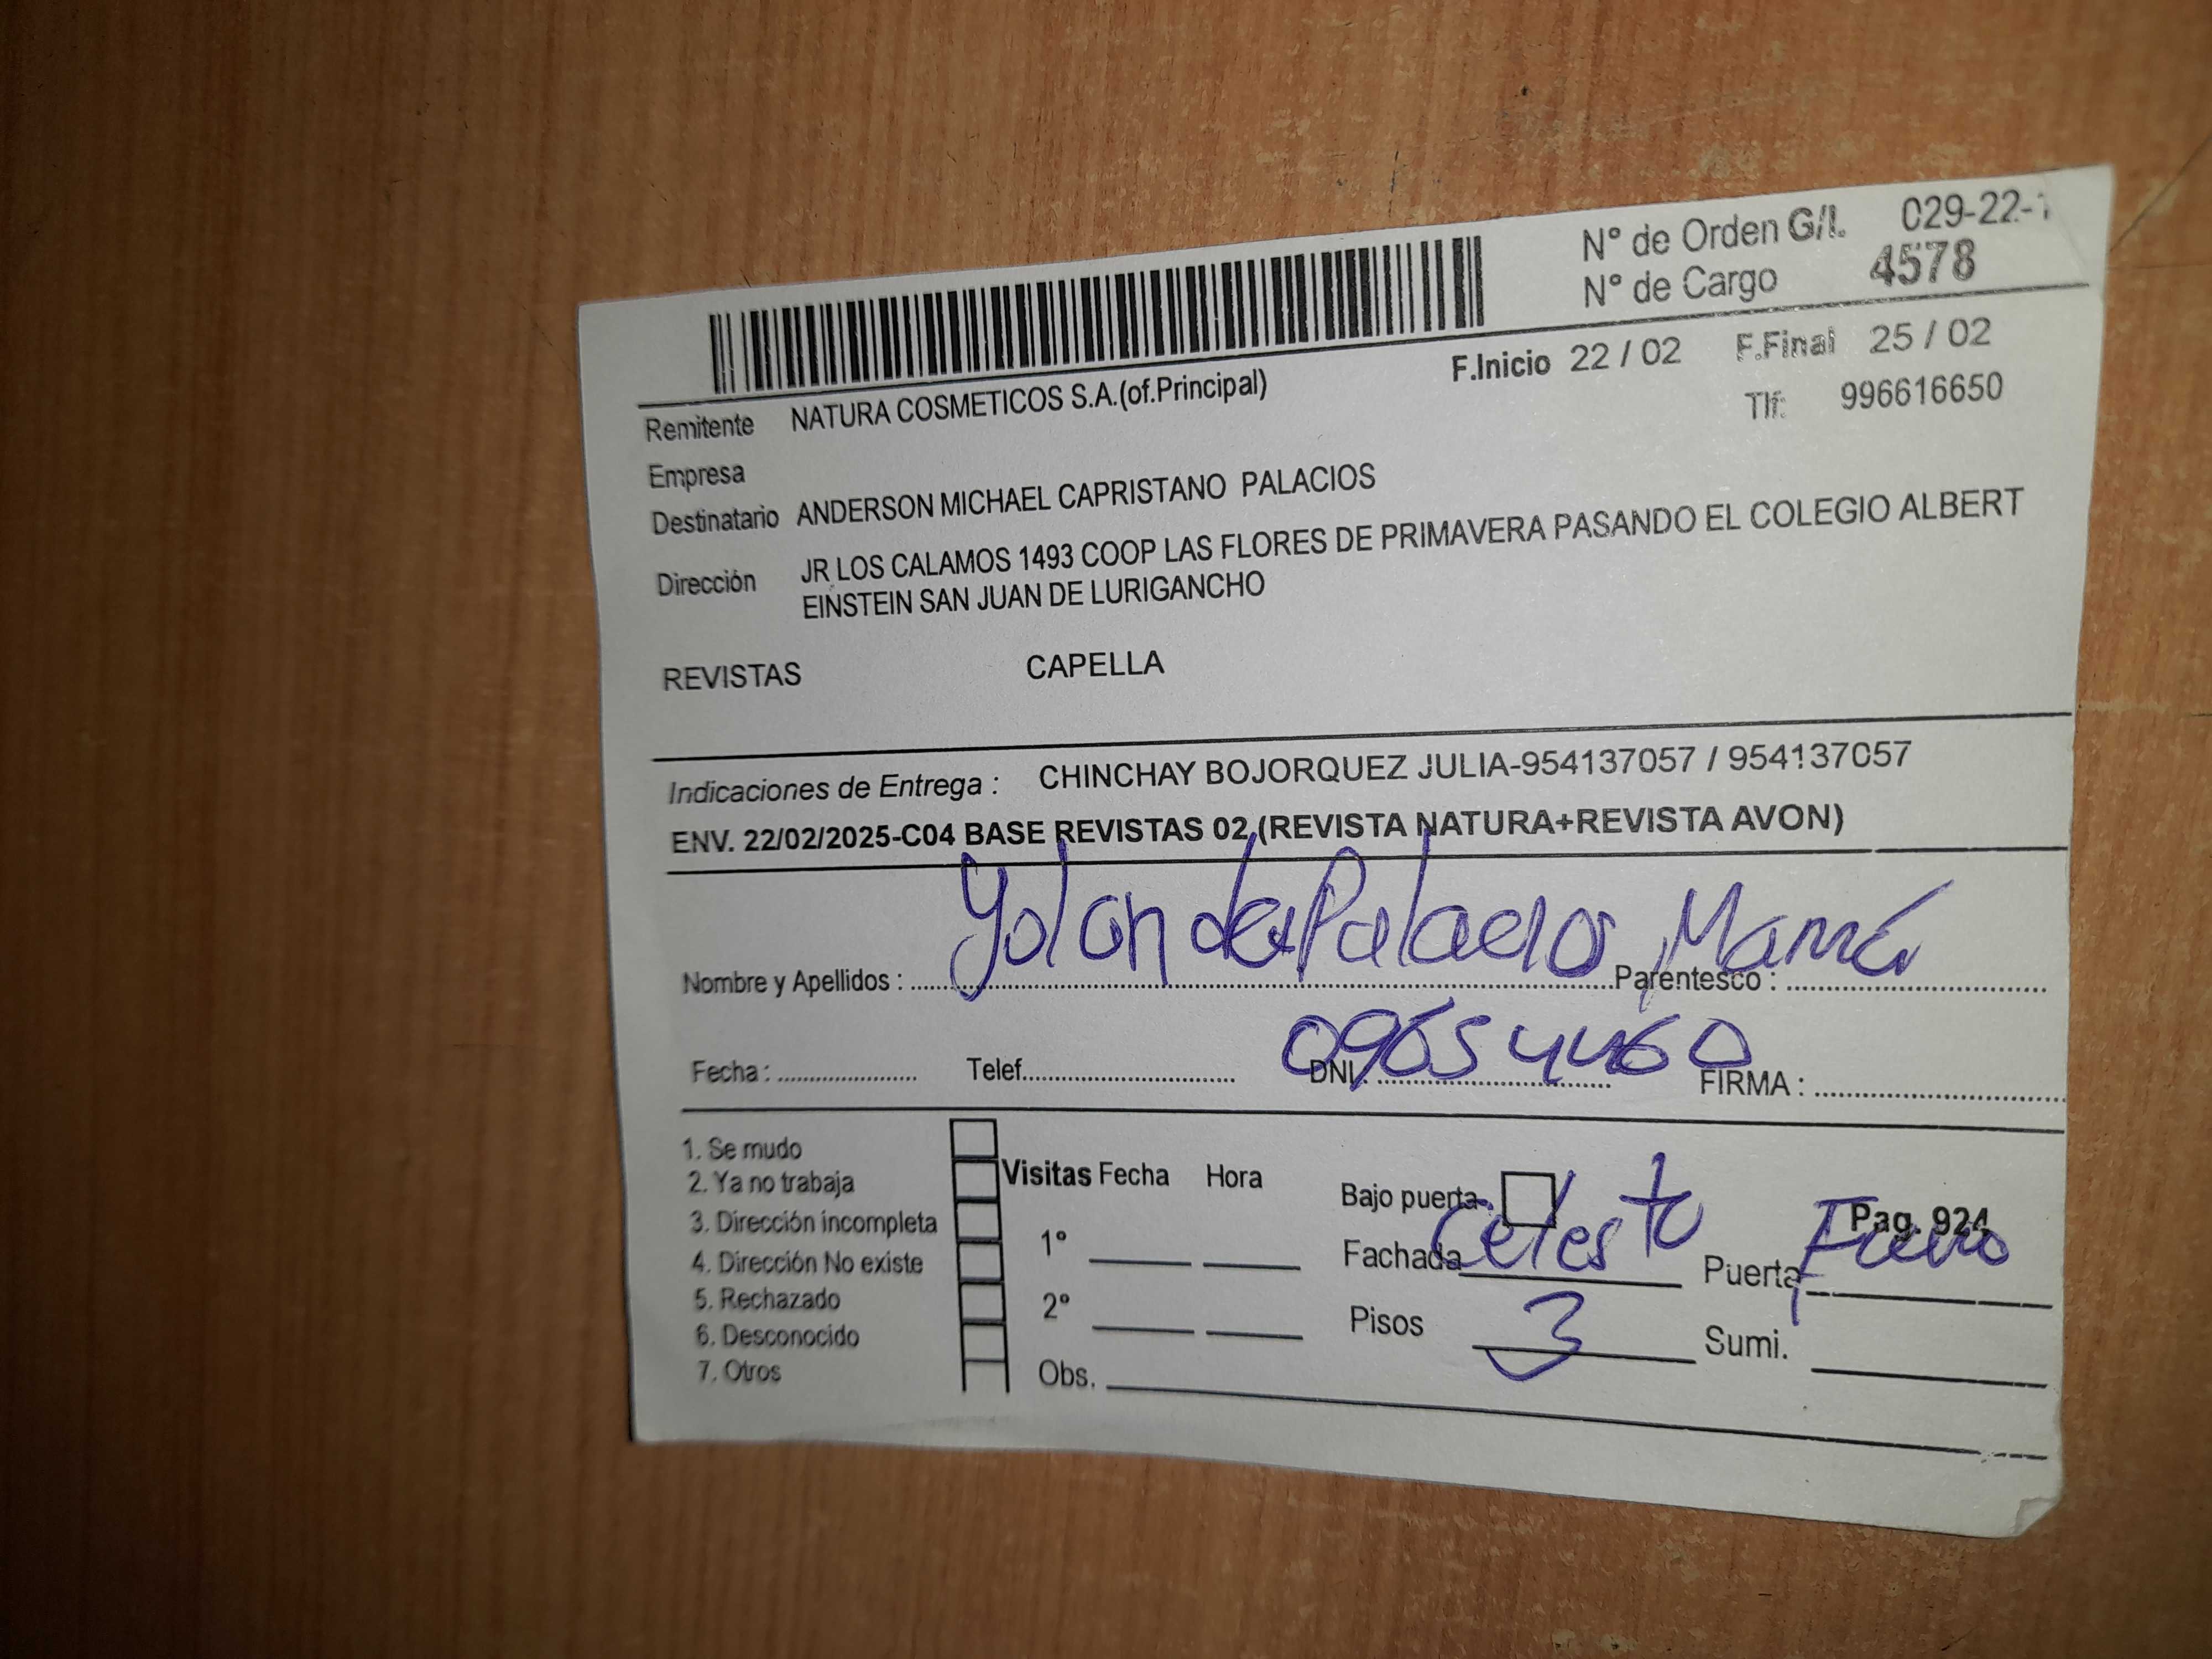 Nº de Orden G/L 029-22-1
Nº de Cargo 4578
F.Inicio 22 / 02 F.Final 25 / 02
Remitente NATURA COSMETICOS S.A.(of.Principal) Tlf: 996616650
Empresa
Destinatario ANDERSON MICHAEL CAPRISTANO PALACIOS
Dirección JR LOS CALAMOS 1493 COOP LAS FLORES DE PRIMAVERA PASANDO EL COLEGIO ALBERT
EINSTEIN SAN JUAN DE LURIGANCHO
REVISTAS CAPELLA
Indicaciones de Entrega : CHINCHAY BOJORQUEZ JULIA-954137057 / 954137057
ENV. 22/02/2025-C04 BASE REVISTAS 02 (REVISTA NATURA+REVISTA AVON)
Nombre y Apellidos : Yolanda Palacios Parentesco : Mamá
Fecha : Telef. DNI. 09654460 FIRMA :
1. Se mudo
2. Ya no trabaja
3. Dirección incompleta
4. Dirección No existe
5. Rechazado
6. Desconocido
7. Otros
Visitas Fecha Hora
1º
2º
Obs.
Bajo puerta
Pag. 924
Fachada Celeste Puerta
Pisos 3 Sumi.